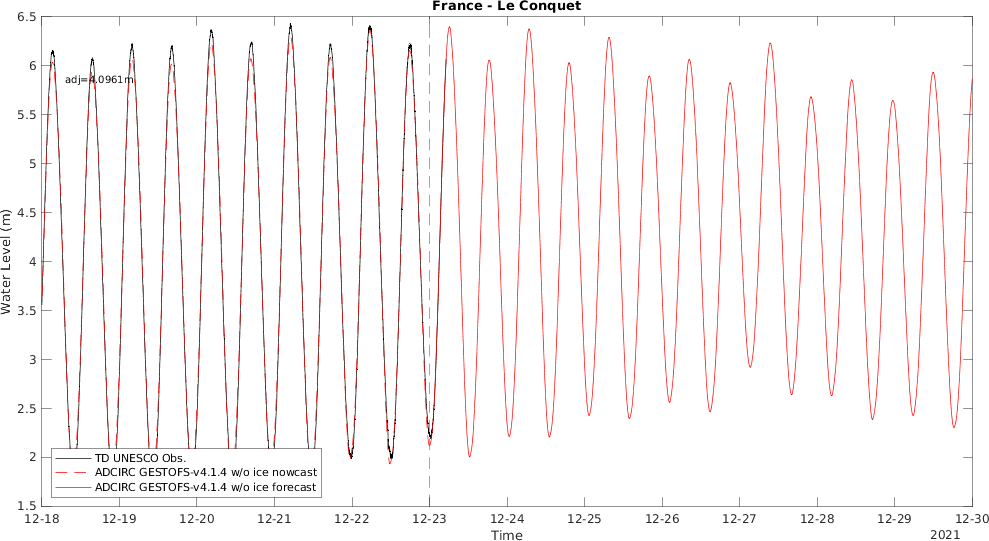 France - Le Conquet
6.5
6
5.5
5
4.5
4
3.5
3
2.5
2
1.5
Water Level (m)
adj=4.0961m
TD UNESCO Obs.
ADCIRC GESTOFS-v4.1.4 w/o ice nowcast
ADCIRC GESTOFS-v4.1.4 w/o ice forecast
12-18 12-19 12-20 12-21 12-22 12-23 12-24 12-25 12-26 12-27 12-28 12-29 12-30
Time
2021